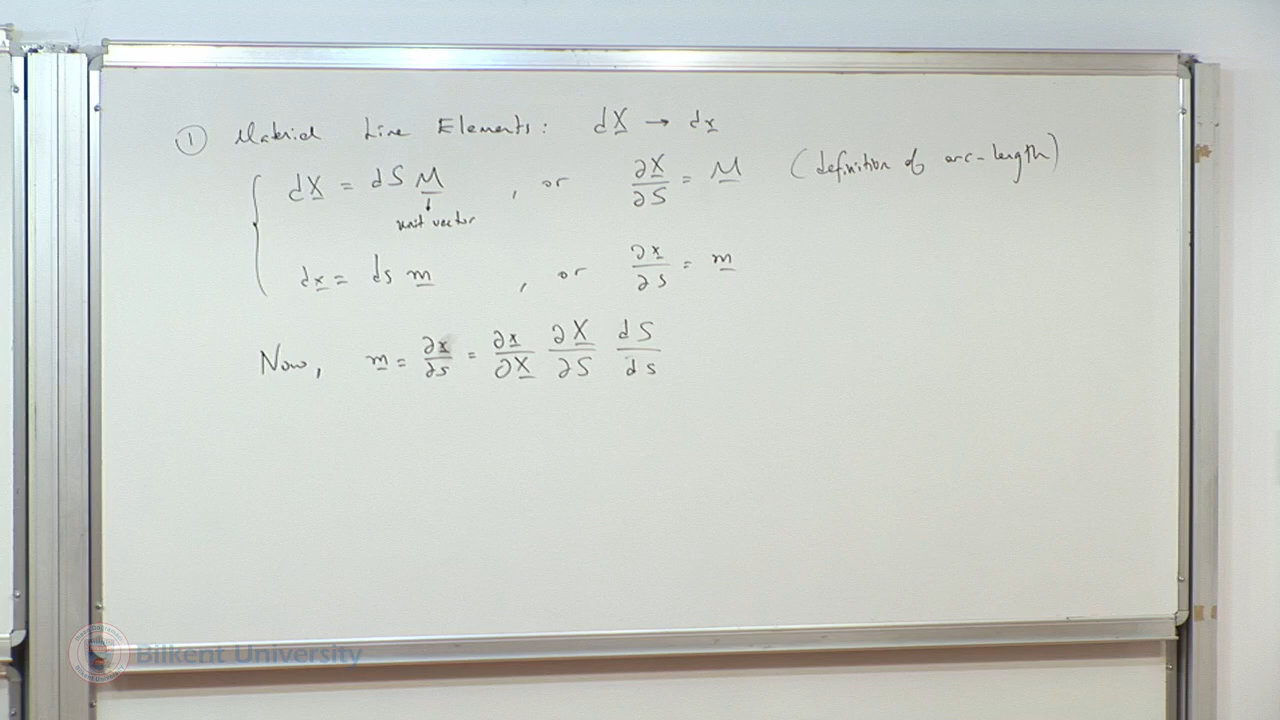 ① Material Line Elements: dX → dx
dX = dS M , or ∂X/∂S = M (definition of arc-length)
unit vector
dx = ds m , or ∂x/∂s = m
Now, m = ∂x/∂s = ∂x/∂X ∂X/∂S dS/ds
Bilkent University